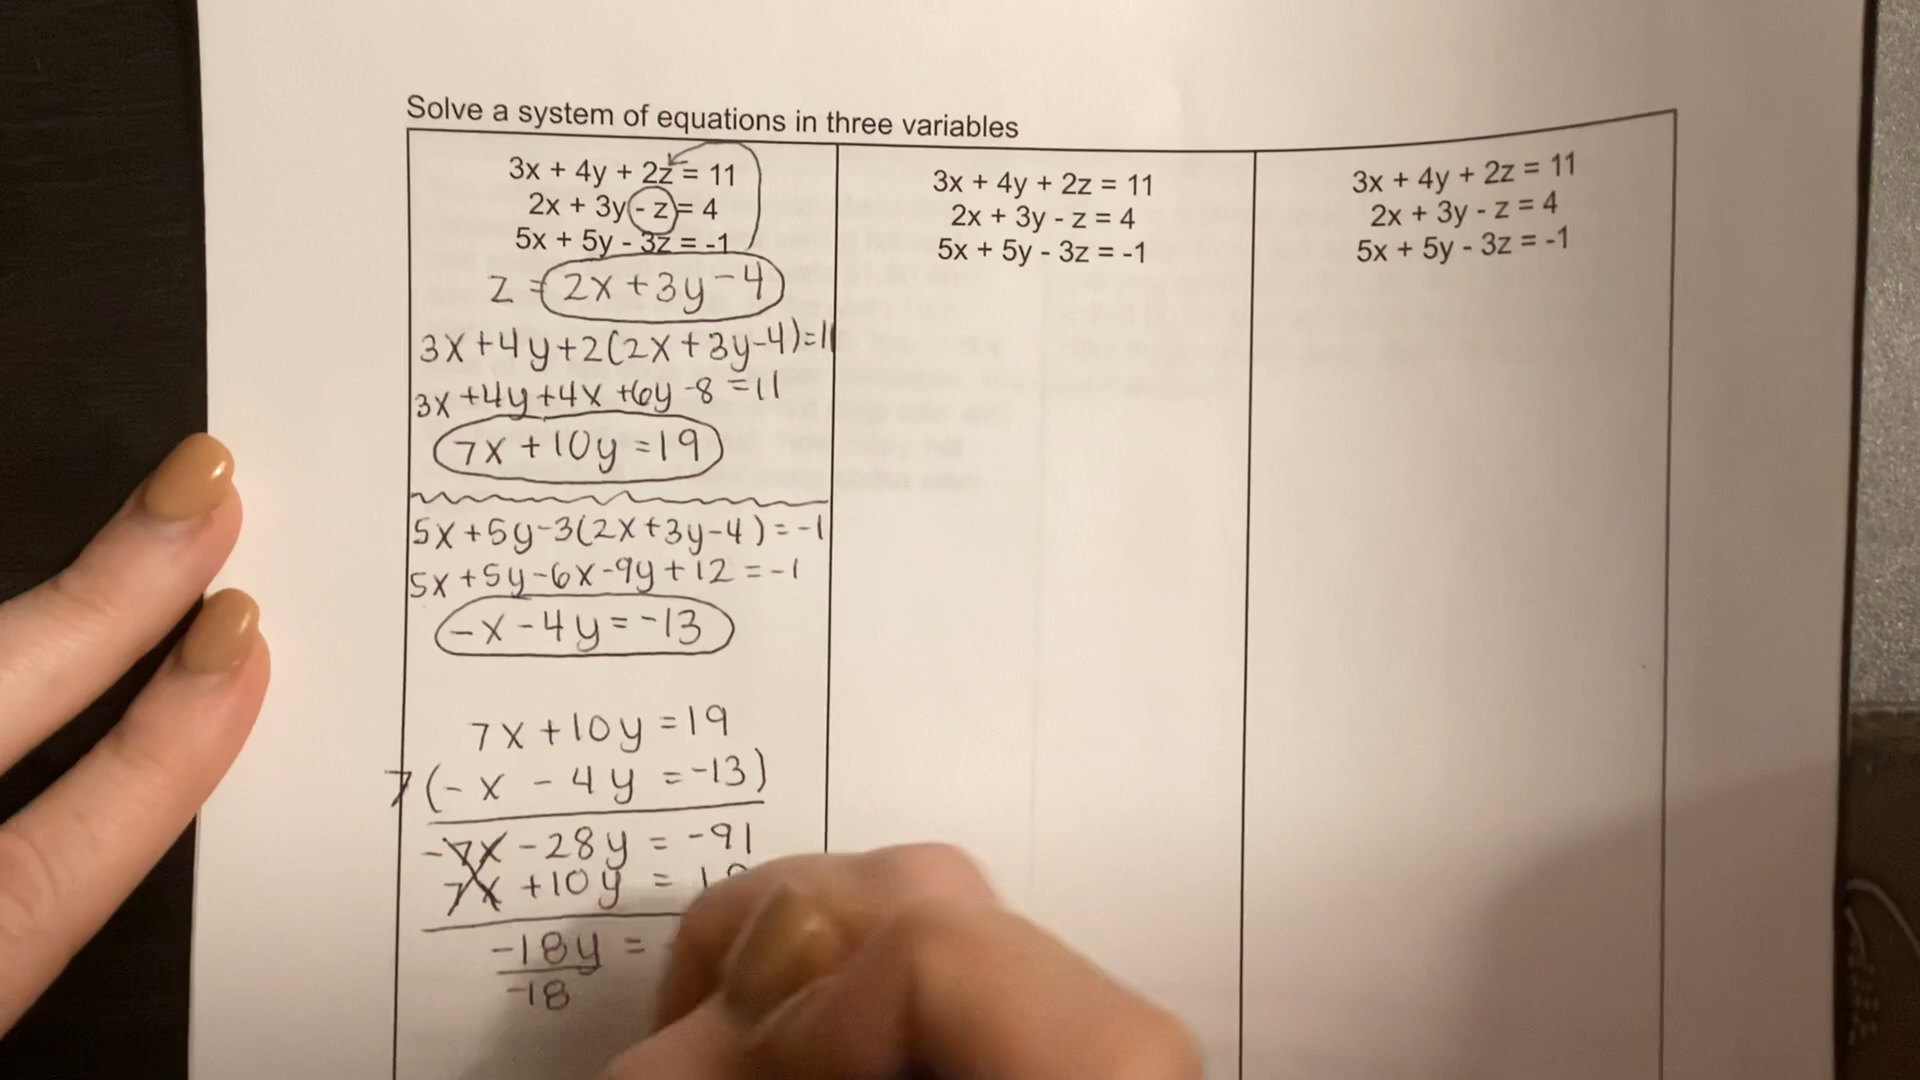 Solve a system of equations in three variables
3x + 4y + 2z = 11
2x + 3y - z = 4
5x + 5y - 3z = -1
z = 2x + 3y - 4
3x + 4y + 2(2x + 3y - 4) = 11
3x + 4y + 4x + 6y - 8 = 11
7x + 10y = 19
5x + 5y - 3(2x + 3y - 4) = -1
5x + 5y - 6x - 9y + 12 = -1
-x - 4y = -13
7x + 10y = 19
7(-x - 4y = -13)
-7x - 28y = -91
7x + 10y =
-18y =
-18
3x + 4y + 2z = 11
2x + 3y - z = 4
5x + 5y - 3z = -1
3x + 4y + 2z = 11
2x + 3y - z = 4
5x + 5y - 3z = -1